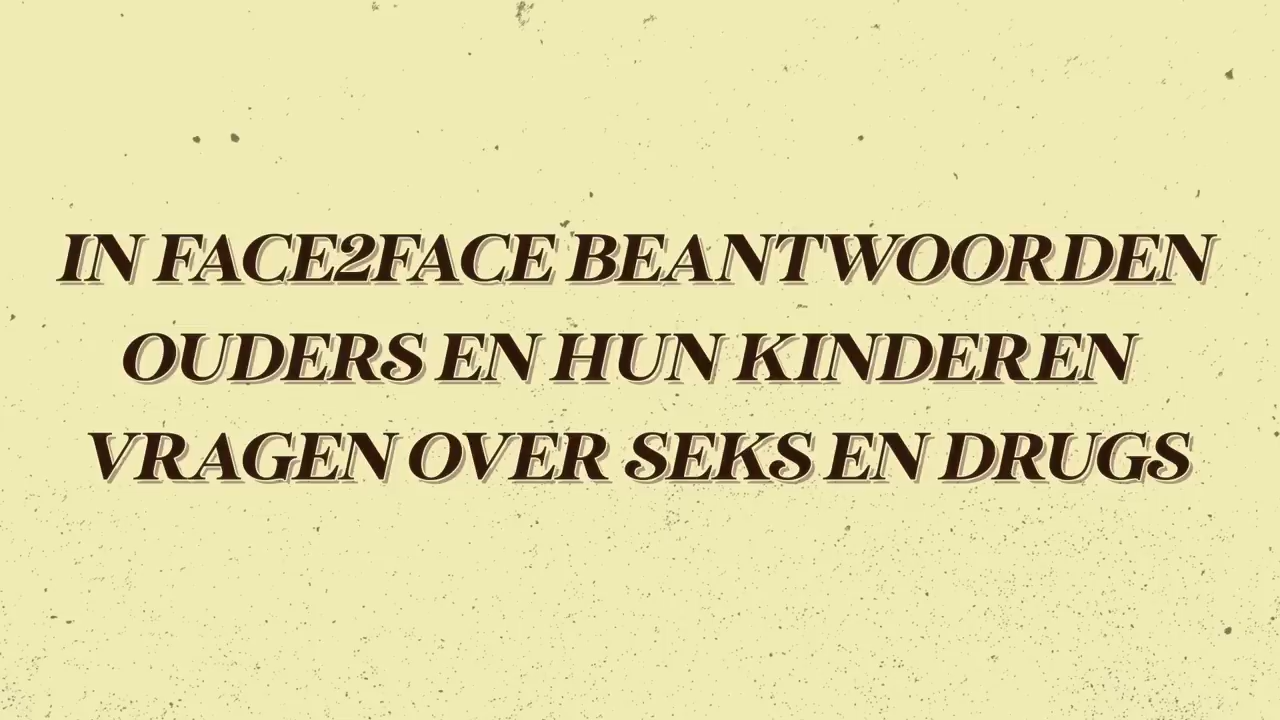 IN FACE2FACE BEANTWOORDEN
OUDERS EN HUN KINDEREN
VRAGEN OVER SEKS EN DRUGS